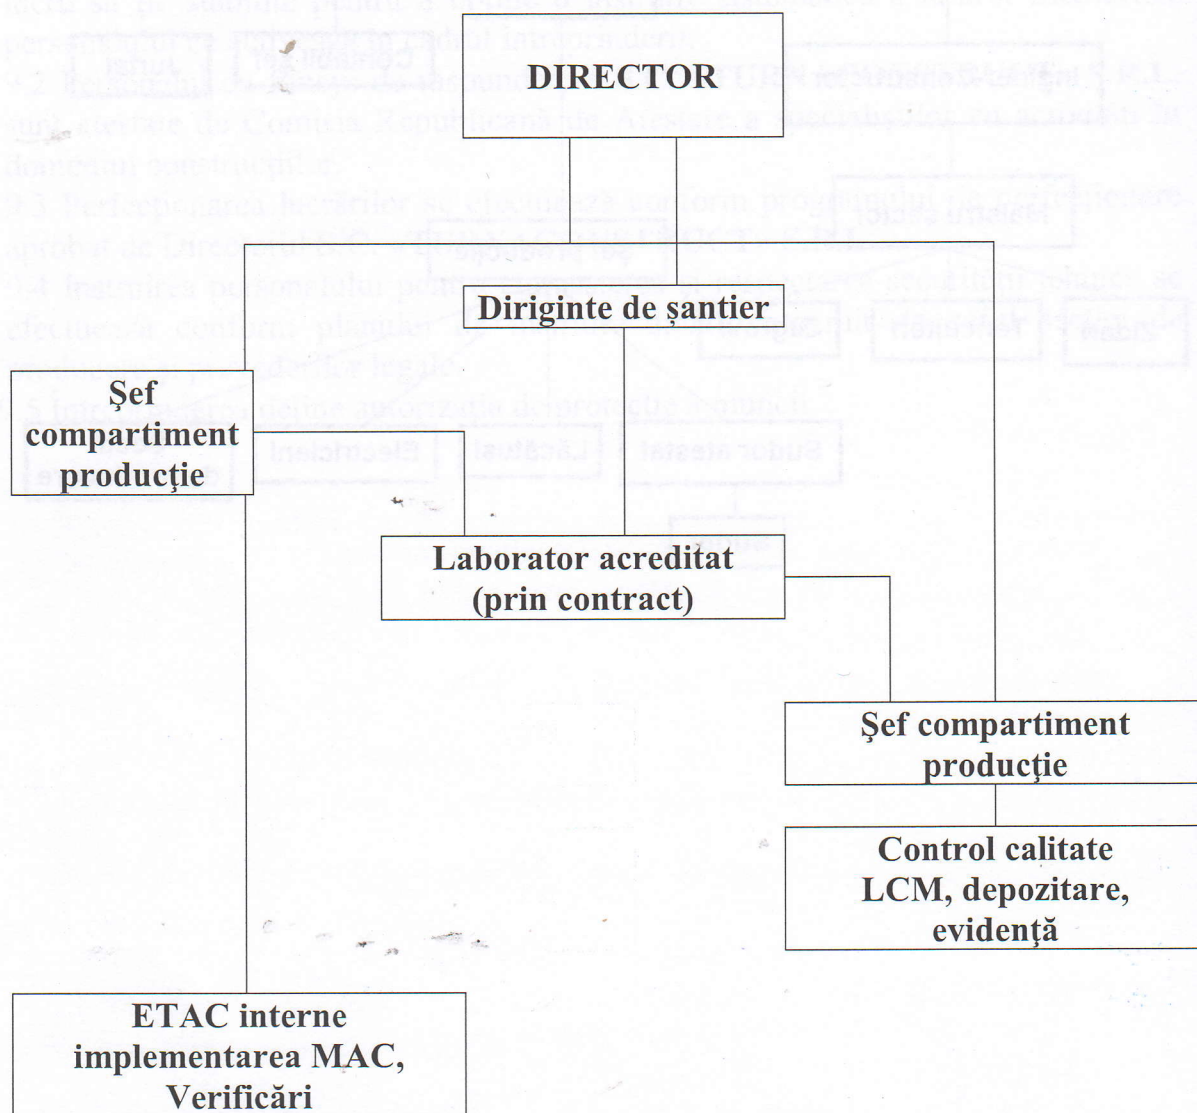 DIRECTOR
Diriginte de şantier
Şef
compartiment
producţie
Laborator acreditat
(prin contract)
Şef compartiment
producţie
Control calitate
LCM, depozitare,
evidenţă
ETAC interne
implementarea MAC,
Verificări